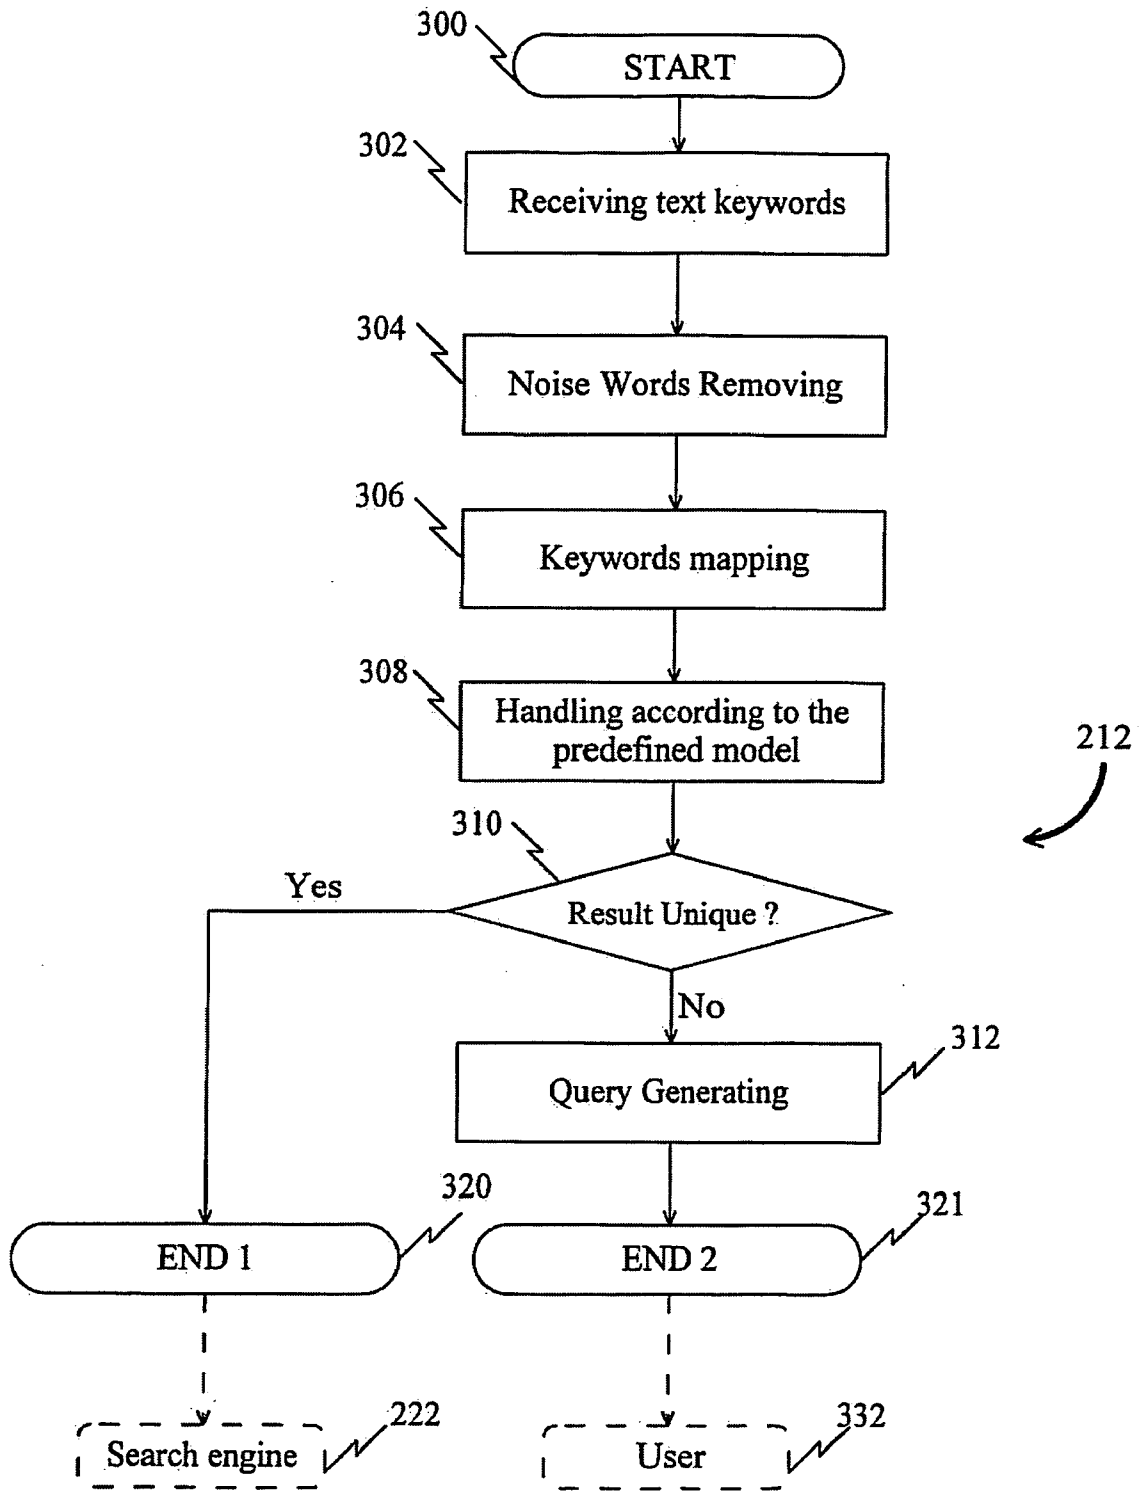 300
START
302
Receiving text keywords
304
Noise Words Removing
306
Keywords mapping
308
Handling according to the
predefined model
212
310
Yes
Result Unique ?
No
312
Query Generating
320
321
END 1
END 2
222
332
Search engine
User